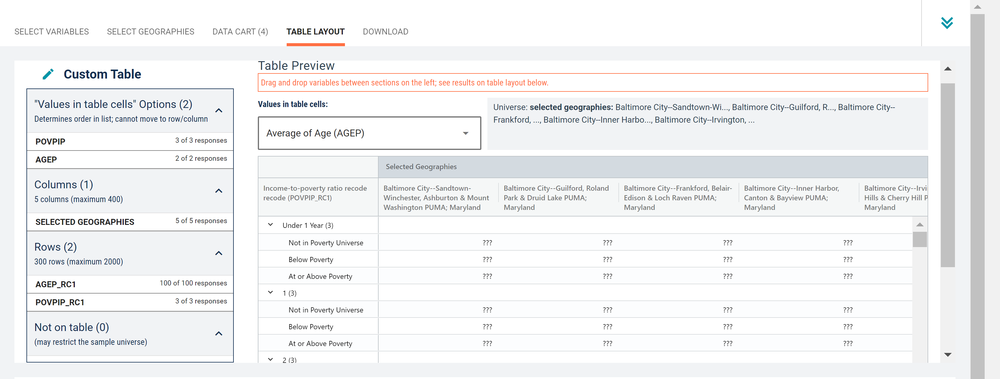 SELECT VARIABLES SELECT GEOGRAPHIES DATA CART (4) TABLE LAYOUT DOWNLOAD
Custom Table
"Values in table cells" Options (2)
Determines order in list; cannot move to row/column
POVPIP 3 of 3 responses
AGEP 2 of 2 responses
Columns (1)
5 columns (maximum 400)
SELECTED GEOGRAPHIES 5 of 5 responses
Rows (2)
300 rows (maximum 2000)
AGEP_RC1 100 of 100 responses
POVPIP_RC1 3 of 3 responses
Not on table (0)
(may restrict the sample universe)
Table Preview
Drag and drop variables between sections on the left; see results on table layout below.
Values in table cells:
Average of Age (AGEP)
Universe: selected geographies: Baltimore City--Sandtown-Wi..., Baltimore City--Guilford, R..., Baltimore City--
Frankford, ..., Baltimore City--Inner Harbo..., Baltimore City--Irvington, ...
Selected Geographies
Income-to-poverty ratio recode
recode (POVPIP_RC1)
Baltimore City--Sandtown-
Winchester, Ashburton & Mount
Washington PUMA; Maryland
Baltimore City--Guilford, Roland
Park & Druid Lake PUMA;
Maryland
Baltimore City--Frankford, Belair-
Edison & Loch Raven PUMA;
Maryland
Baltimore City--Inner Harbor,
Canton & Bayview PUMA;
Maryland
Baltimore City--Irvi
Hills & Cherry Hill P
Maryland
Under 1 Year (3)
Not in Poverty Universe ??? ??? ??? ???
Below Poverty ??? ??? ??? ???
At or Above Poverty ??? ??? ??? ???
1 (3)
Not in Poverty Universe ??? ??? ??? ???
Below Poverty ??? ??? ??? ???
At or Above Poverty ??? ??? ??? ???
2 (3)